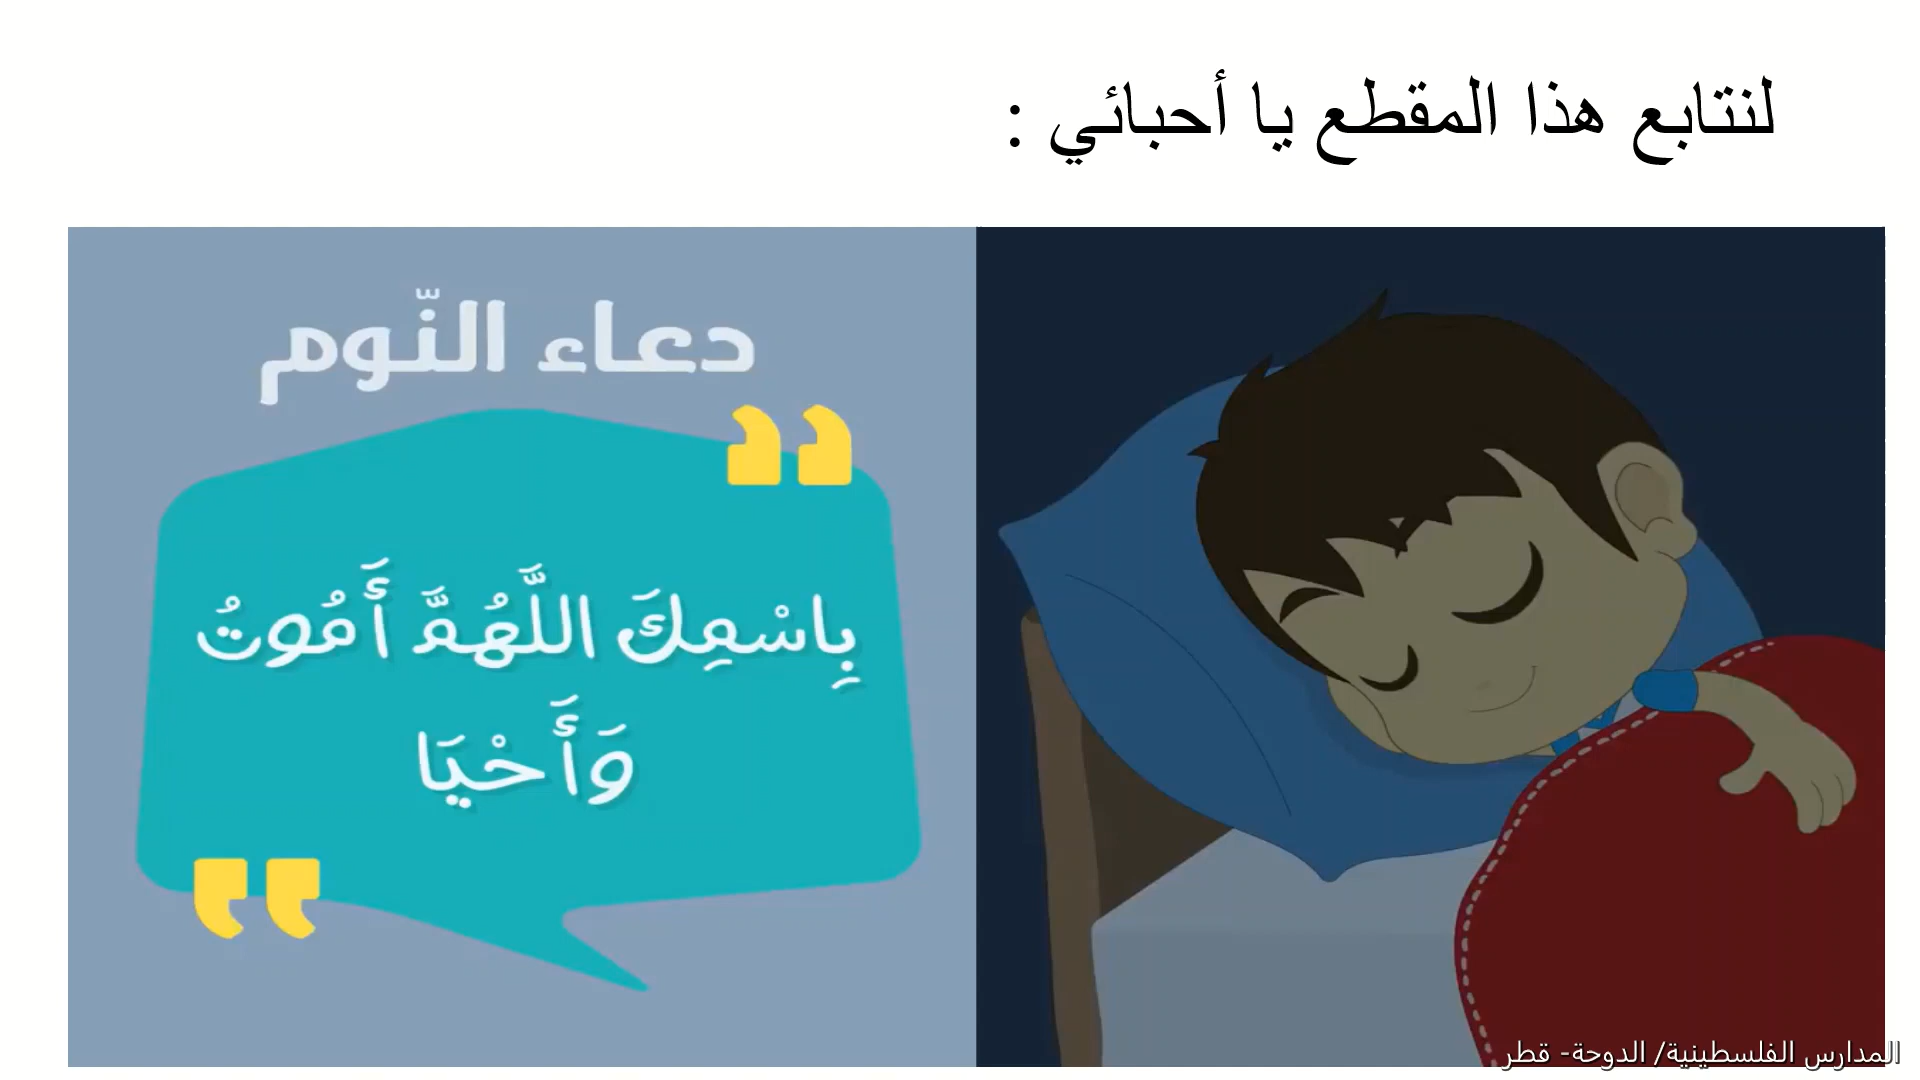 لنتابع هذا المقطع يا أحبائي :
دعاء النّوم
بِاسْمِكَ اللَّهُمَّ أَمُوتُ
وَأَحْيَا
المدارس الفلسطينية/ الدوحة- قطر